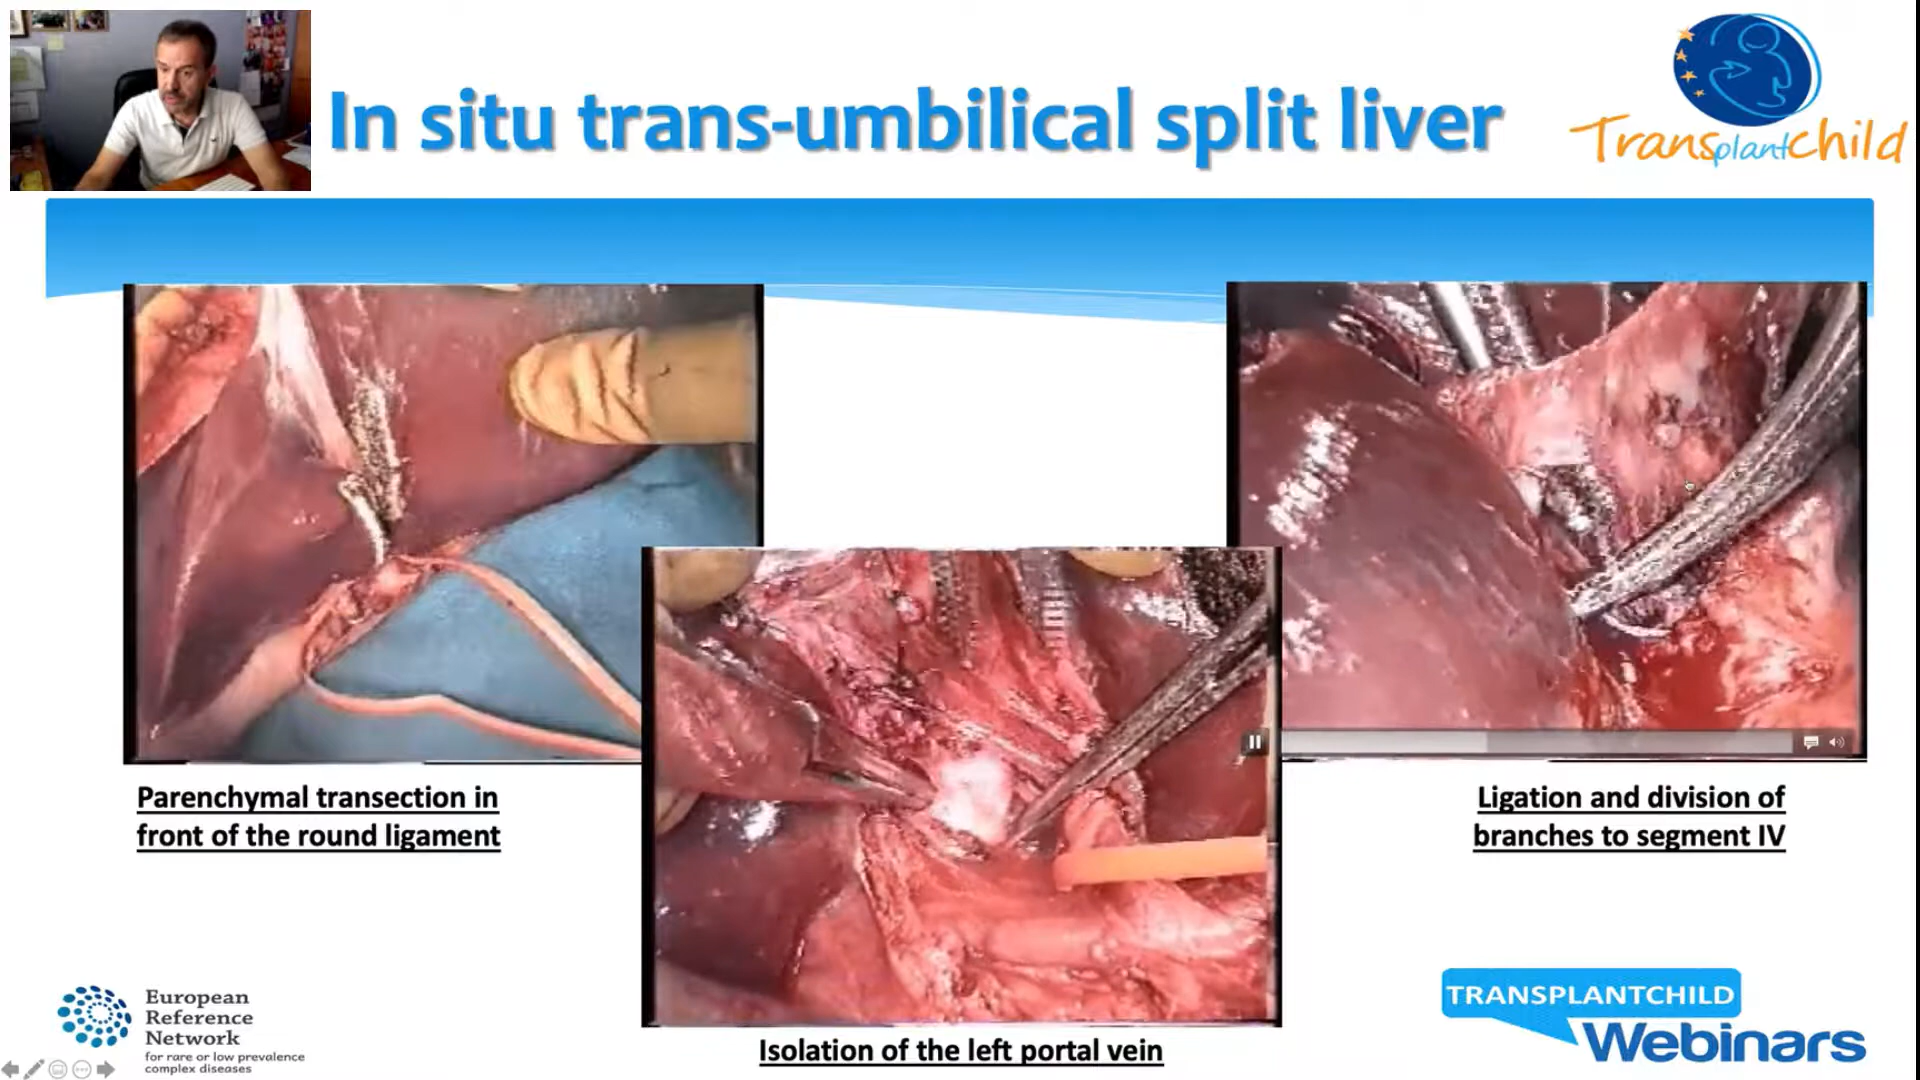 In situ trans-umbilical split liver
Transplantchild
Parenchymal transection in
front of the round ligament
Ligation and division of
branches to segment IV
Isolation of the left portal vein
European
Reference
Network
for rare or low prevalence
complex diseases
TRANSPLANTCHILD
Webinars